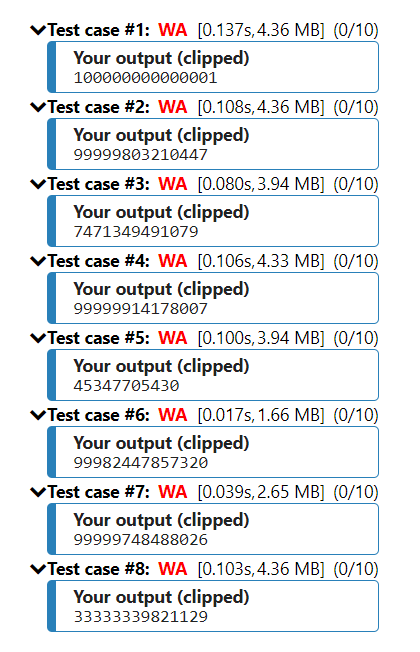 Test case #1: WA [0.137s,4.36 MB] (0/10)
Your output (clipped)
100000000000001
Test case #2: WA [0.108s,4.36 MB] (0/10)
Your output (clipped)
99999803210447
Test case #3: WA [0.080s,3.94 MB] (0/10)
Your output (clipped)
7471349491079
Test case #4: WA [0.106s,4.33 MB] (0/10)
Your output (clipped)
99999914178007
Test case #5: WA [0.100s,3.94 MB] (0/10)
Your output (clipped)
45347705430
Test case #6: WA [0.017s,1.66 MB] (0/10)
Your output (clipped)
99982447857320
Test case #7: WA [0.039s,2.65 MB] (0/10)
Your output (clipped)
99999748488026
Test case #8: WA [0.103s,4.36 MB] (0/10)
Your output (clipped)
33333339821129